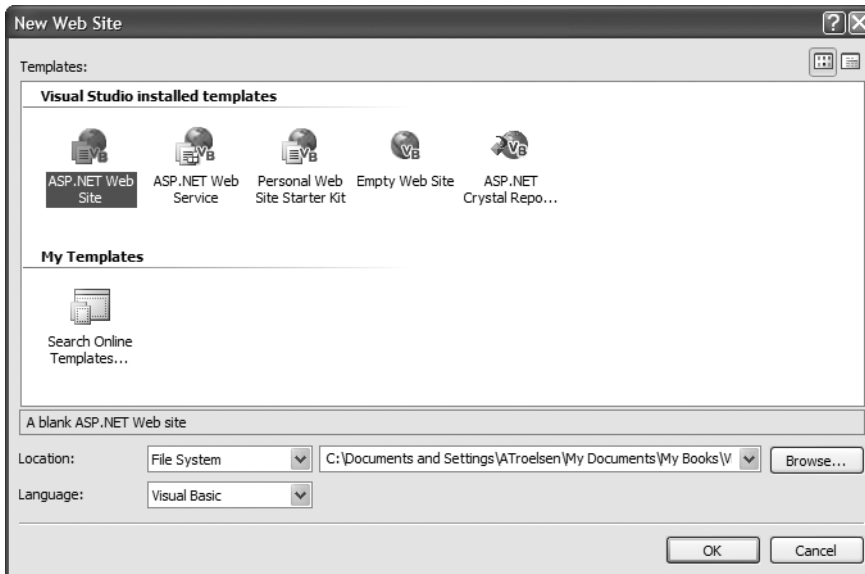 New Web Site
Templates:
Visual Studio installed templates
ASP.NET Web Site
ASP.NET Web Service
Personal Web Site Starter Kit
Empty Web Site
ASP.NET Crystal Repo...
My Templates
Search Online Templates...
A blank ASP.NET Web site
Location:
File System
C:\Documents and Settings\ATroelsen\My Documents\My Books\V
Browse...
Language:
Visual Basic
OK
Cancel